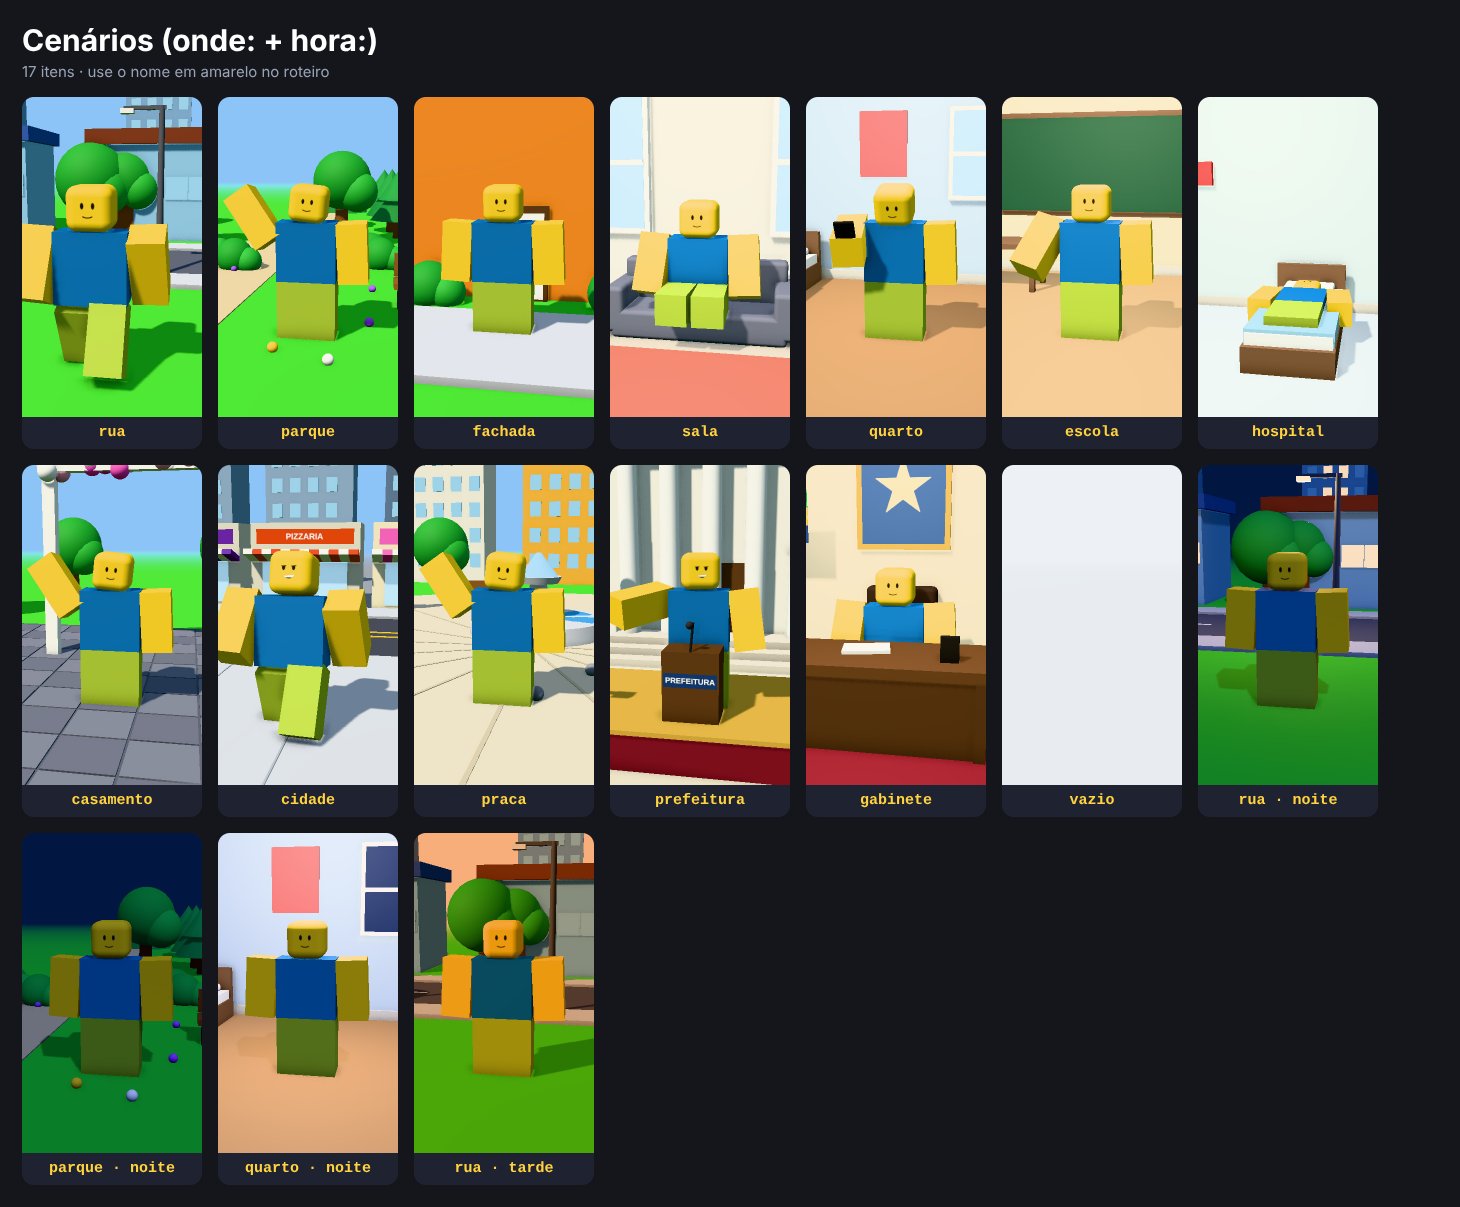 Cenários (onde: + hora:)
17 itens · use o nome em amarelo no roteiro
rua
parque
fachada
sala
quarto
escola
hospital
PIZZARIA
PREFEITURA
casamento
cidade
praca
prefeitura
gabinete
vazio
rua · noite
parque · noite
quarto · noite
rua · tarde